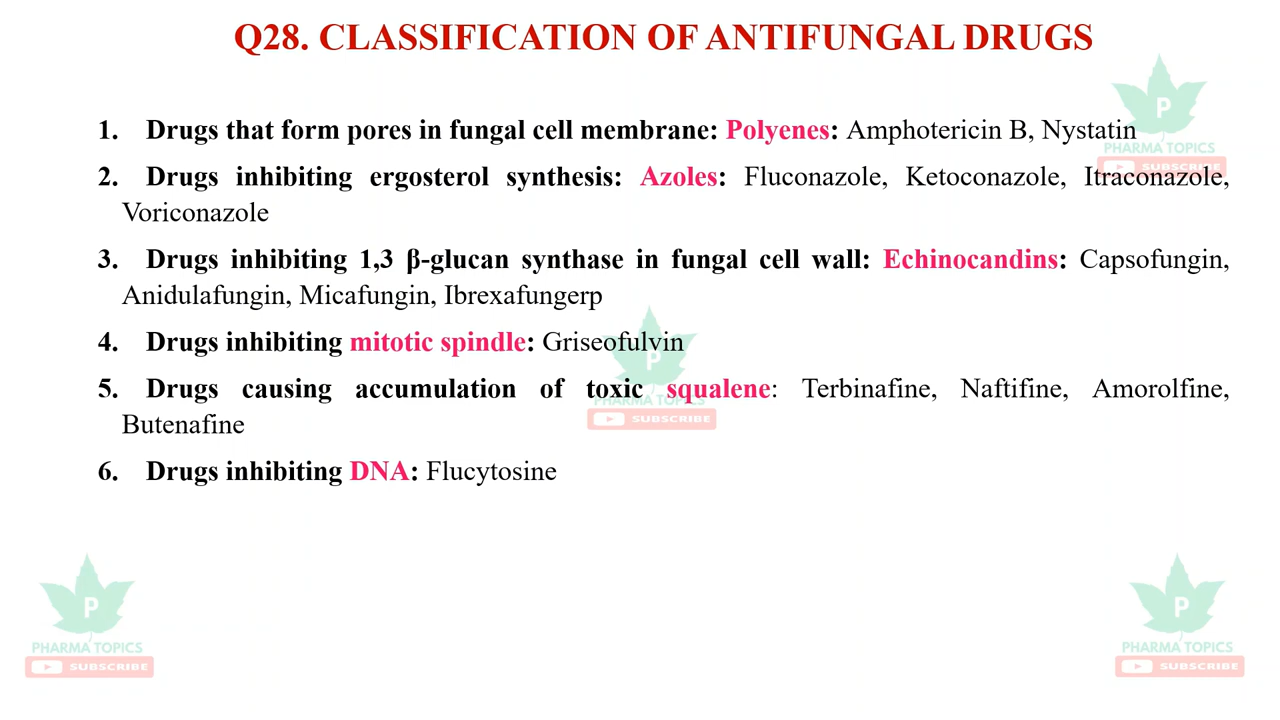 Q28. CLASSIFICATION OF ANTIFUNGAL DRUGS
1. Drugs that form pores in fungal cell membrane: Polyenes: Amphotericin B, Nystatin
2. Drugs inhibiting ergosterol synthesis: Azoles: Fluconazole, Ketoconazole, Itraconazole,
Voriconazole
3. Drugs inhibiting 1,3 β-glucan synthase in fungal cell wall: Echinocandins: Capsofungin,
Anidulafungin, Micafungin, Ibrexafungerp
4. Drugs inhibiting mitotic spindle: Griseofulvin
5. Drugs causing accumulation of toxic squalene: Terbinafine, Naftifine, Amorolfine,
Butenafine
6. Drugs inhibiting DNA: Flucytosine
P
PHARMA TOPICS
SUBSCRIBE
P
PHARMA TOPICS
SUBSCRIBE
P
PHARMA TOPICS
SUBSCRIBE
P
PHARMA TOPICS
SUBSCRIBE